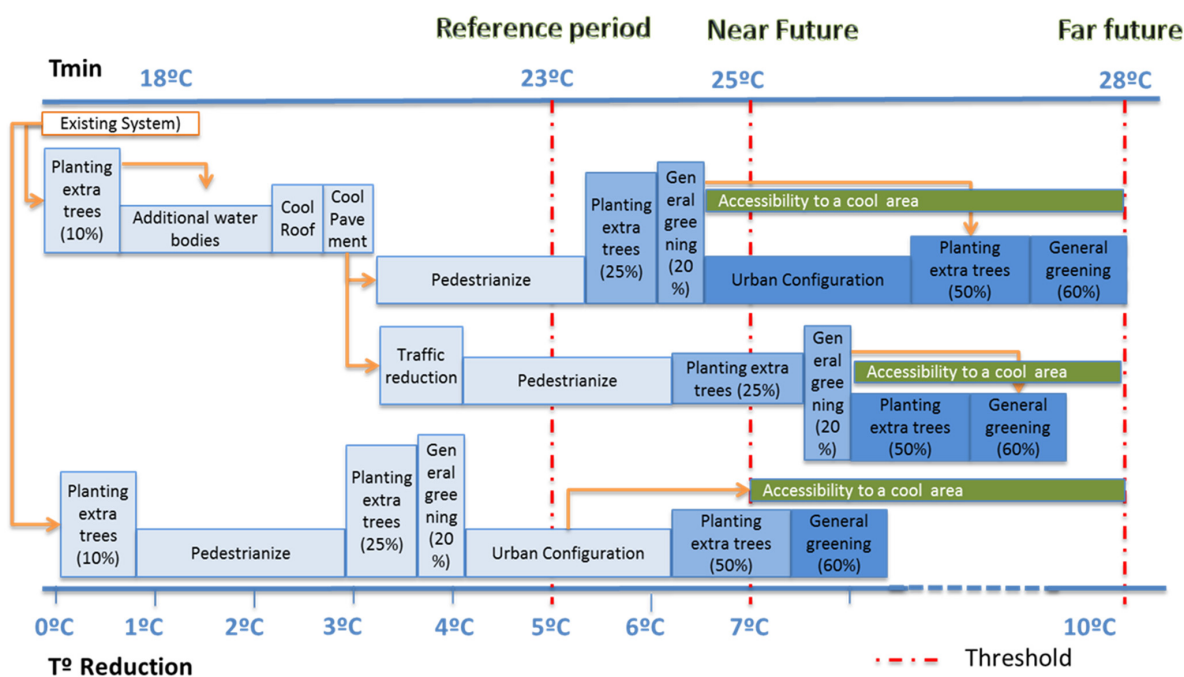 Reference period
Near Future
Far future
Tmin
18ºC
23ºC
25ºC
28ºC
Existing System)
Planting
extra
trees
(10%)
Additional water
bodies
Cool
Roof
Cool
Pave
ment
Pedestrianize
Planting
extra
trees
(25%)
Gen
eral
gree
ning
(20
%)
Accessibility to a cool area
Urban Configuration
Planting
extra trees
(50%)
General
greening
(60%)
Traffic
reduction
Pedestrianize
Planting extra
trees (25%)
Gen
eral
gree
ning
(20
%)
Accessibility to a cool area
Planting
extra trees
(50%)
General
greening
(60%)
Planting
extra
trees
(10%)
Pedestrianize
Planting
extra
trees
(25%)
Gen
eral
gree
ning
(20
%)
Urban Configuration
Accessibility to a cool area
Planting
extra trees
(50%)
General
greening
(60%)
0ºC
1ºC
2ºC
3ºC
4ºC
5ºC
6ºC
7ºC
10ºC
Tº Reduction
Threshold